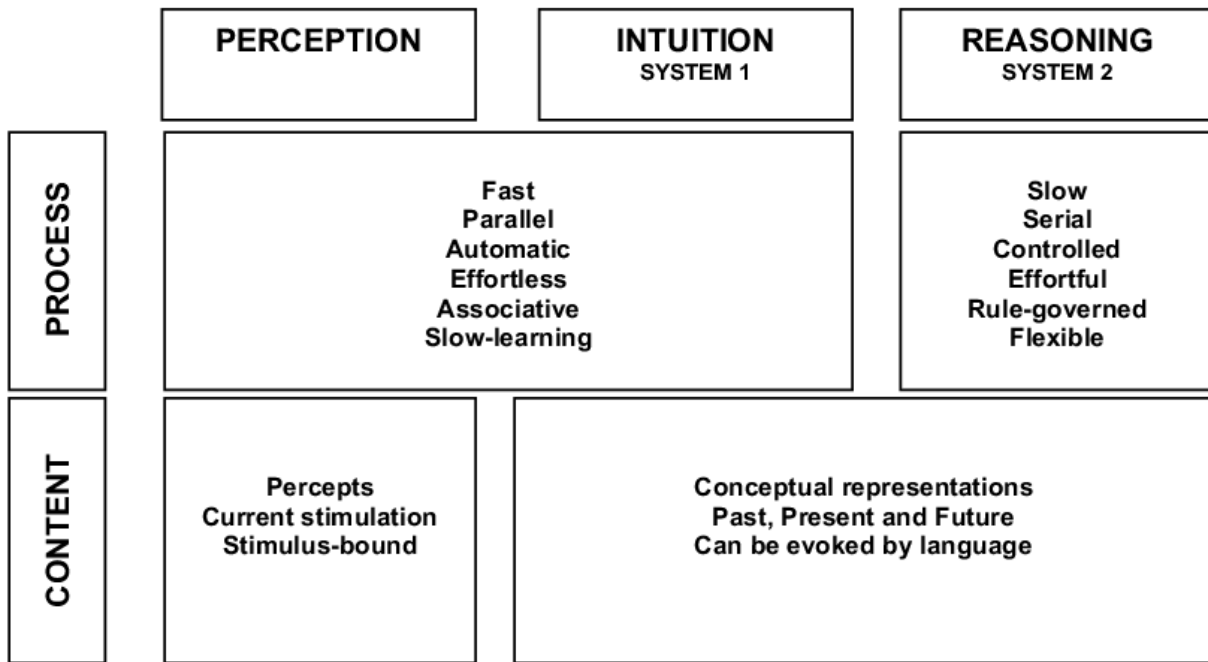 PERCEPTION
INTUITION
SYSTEM 1
REASONING
SYSTEM 2
PROCESS
Fast
Parallel
Automatic
Effortless
Associative
Slow-learning
Slow
Serial
Controlled
Effortful
Rule-governed
Flexible
CONTENT
Percepts
Current stimulation
Stimulus-bound
Conceptual representations
Past, Present and Future
Can be evoked by language